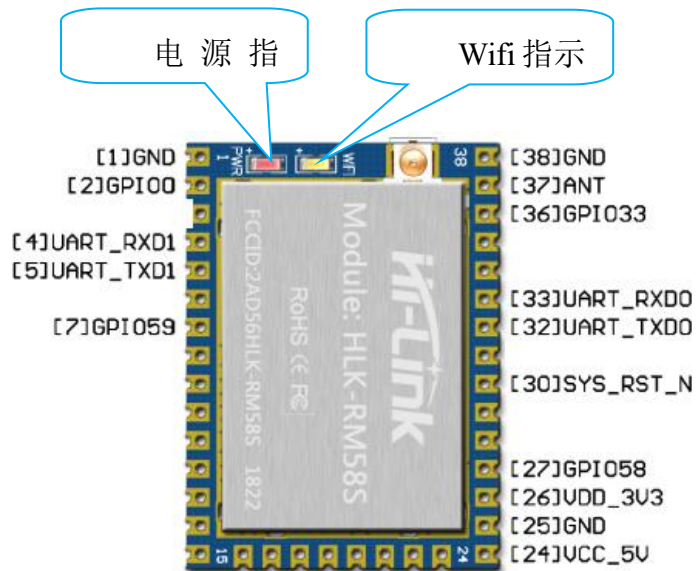 电 源 指
Wifi 指示
[1]GND
[2]GPIO0
[4]UART_RXD1
[5]UART_TXD1
[7]GPIO59
1
PWR
+
+
WiFi
38
[38]GND
[37]ANT
[36]GPIO33
[33]UART_RXD0
[32]UART_TXD0
[30]SYS_RST_N
[27]GPIO58
[26]VDD_3V3
[25]GND
[24]VCC_5V
Hi-Link
Module: HLK-RM58S
RoHS CE FC
FCCID:2AD56HLK-RM58S 1822
15
24